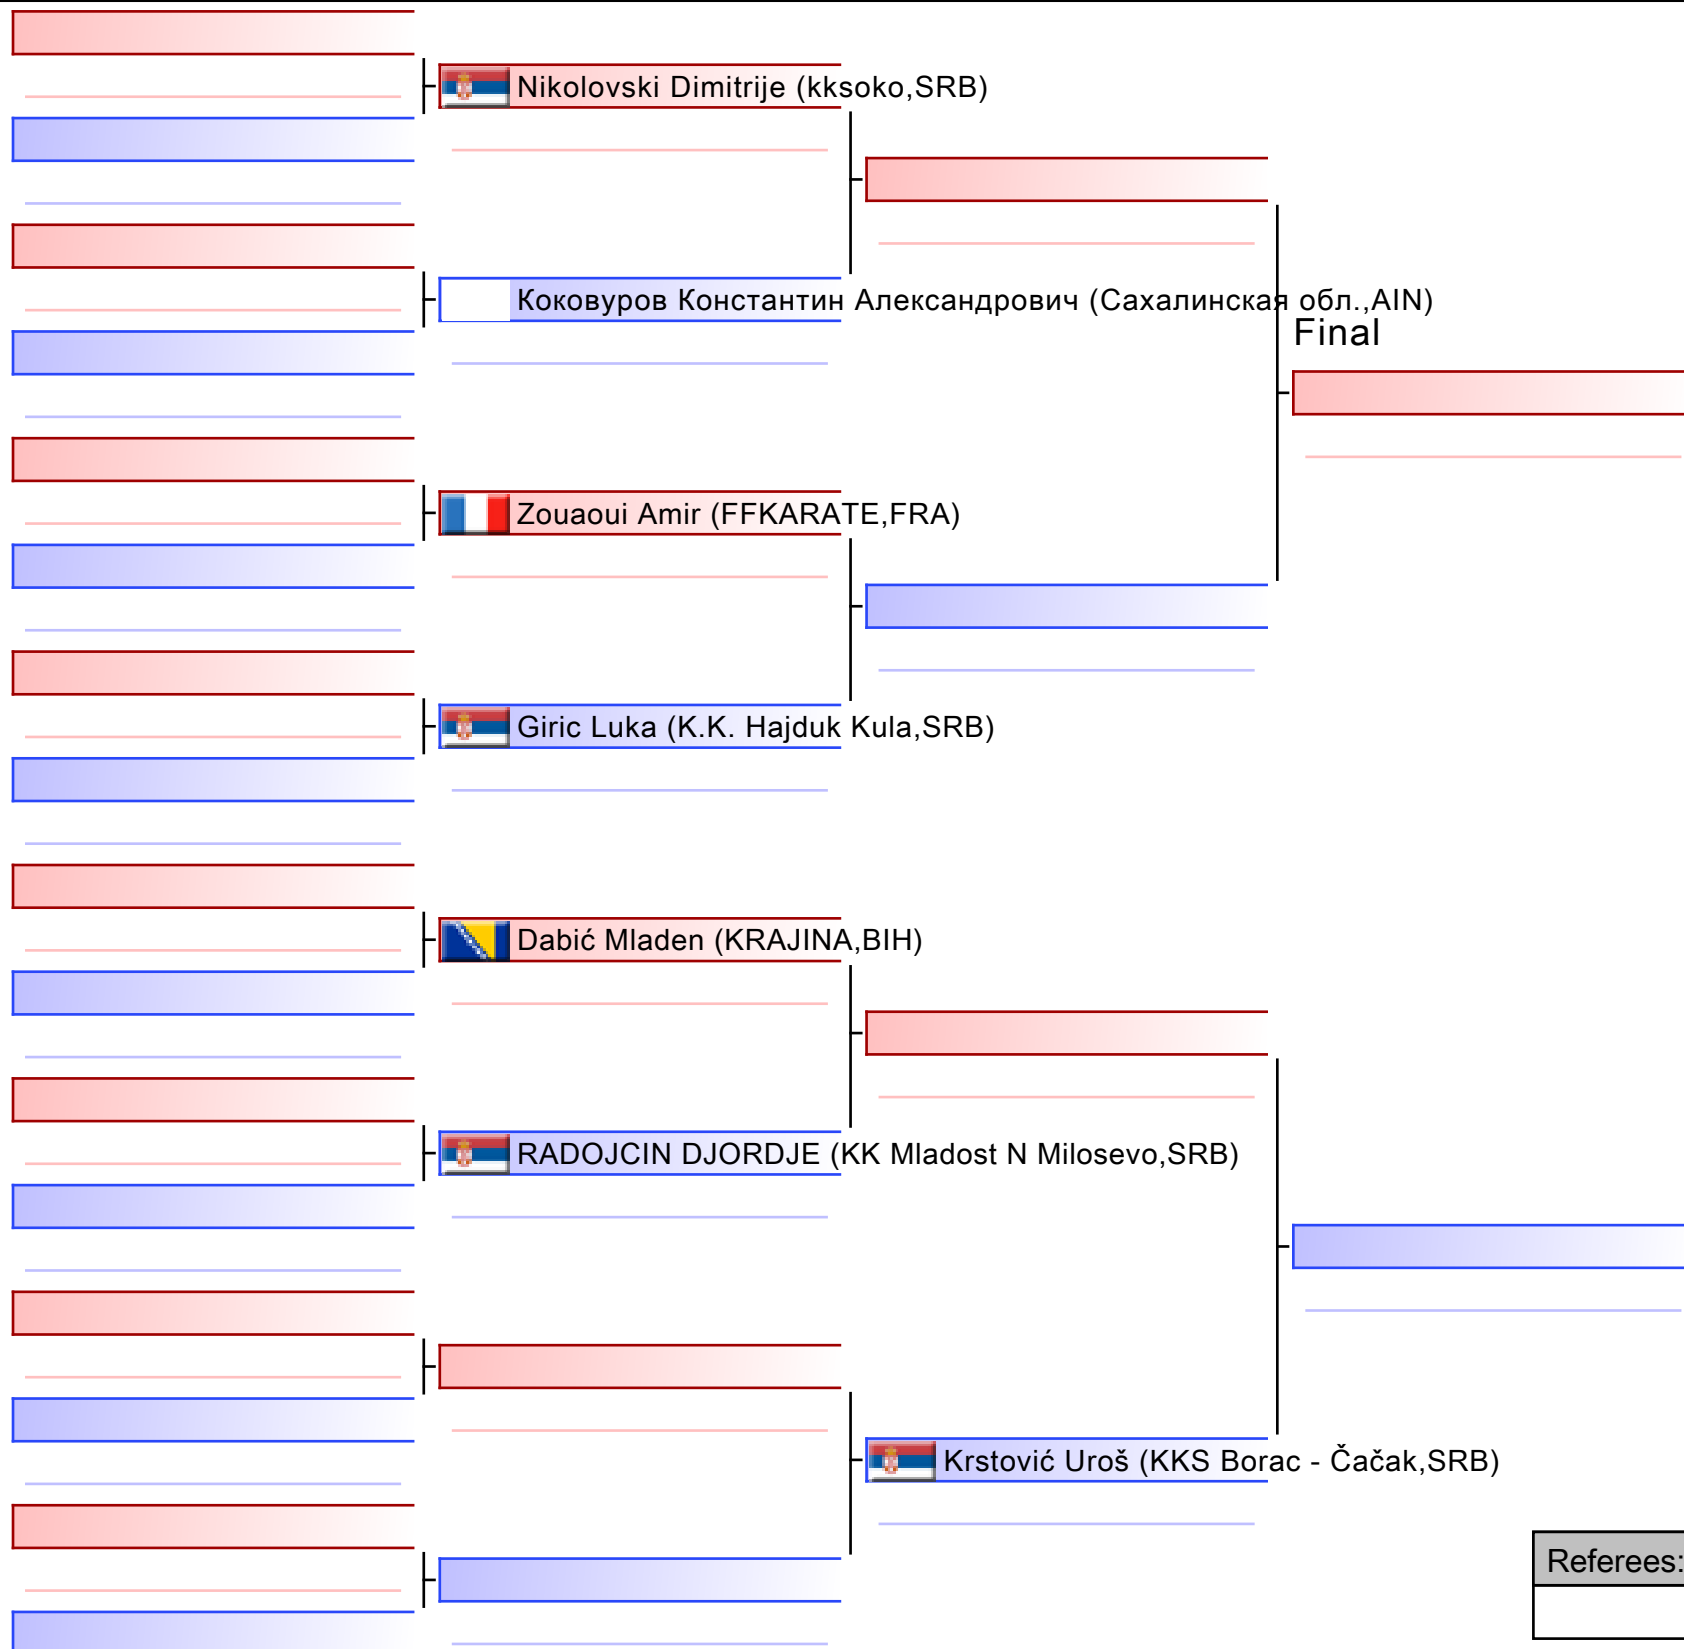 Nikolovski Dimitrije (kksoko,SRB)
Коковуров Константин Александрович (Сахалинская обл.,AIN)
Final
Zouaoui Amir (FFKARATE,FRA)
Giric Luka (K.K. Hajduk Kula,SRB)
Dabić Mladen (KRAJINA,BIH)
RADOJCIN DJORDJE (KK Mladost N Milosevo,SRB)
Krstović Uroš (KKS Borac - Čačak,SRB)
Referees: